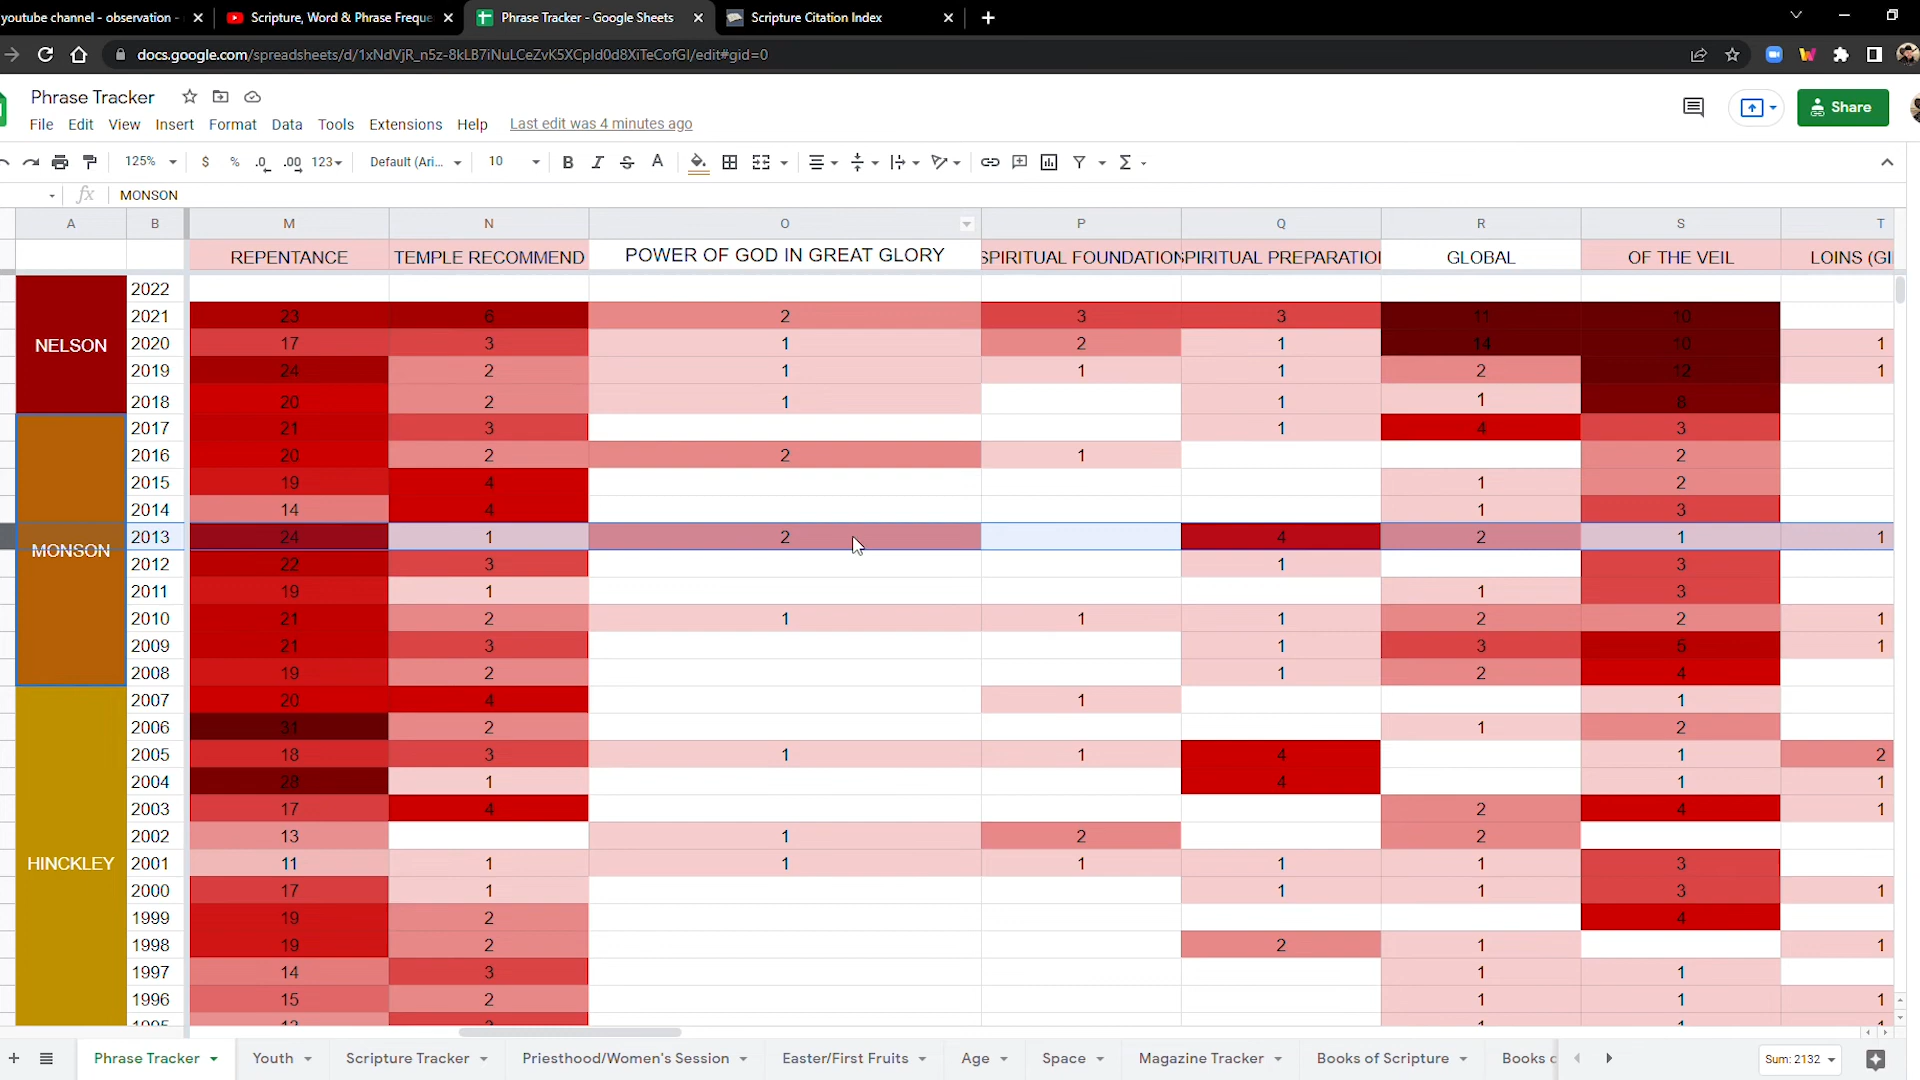 youtube channel - observation -
Scripture, Word & Phrase Freque
Phrase Tracker - Google Sheets
Scripture Citation Index
docs.google.com/spreadsheets/d/1xNdVjR_n5z-8kLB7iNuLCeZvK5XCpId0d8XiTeCofGI/edit#gid=0
Phrase Tracker
File Edit View Insert Format Data Tools Extensions Help Last edit was 4 minutes ago
Share
125% $ % .0 .00 123 Default (Ari... 10 B I S A
fx MONSON
A B M N O P Q R S T
REPENTANCE TEMPLE RECOMMEND POWER OF GOD IN GREAT GLORY SPIRITUAL FOUNDATION PIRITUAL PREPARATIO GLOBAL OF THE VEIL LOINS (GI
2022
2021 23 6 2 3 3 11 10
NELSON 2020 17 3 1 2 1 14 10 1
2019 24 2 1 1 1 2 12 1
2018 20 2 1 1 1 8
2017 21 3 1 4 3
2016 20 2 2 1 2
2015 19 4 1 2
2014 14 4 1 3
2013 24 1 2 4 2 1 1
MONSON
2012 22 3 1 3
2011 19 1 1 3
2010 21 2 1 1 1 2 2 1
2009 21 3 1 3 5 1
2008 19 2 1 2 4
2007 20 4 1 1
2006 31 2 1 2
2005 18 3 1 1 4 1 2
2004 28 1 4 1 1
2003 17 4 2 4 1
2002 13 1 2 2
HINCKLEY 2001 11 1 1 1 1 1 3
2000 17 1 1 1 3 1
1999 19 2 4
1998 19 2 2 1 1
1997 14 3 1 1
1996 15 2 1 1 1
Phrase Tracker Youth Scripture Tracker Priesthood/Women's Session Easter/First Fruits Age Space Magazine Tracker Books of Scripture Books
Sum: 2132